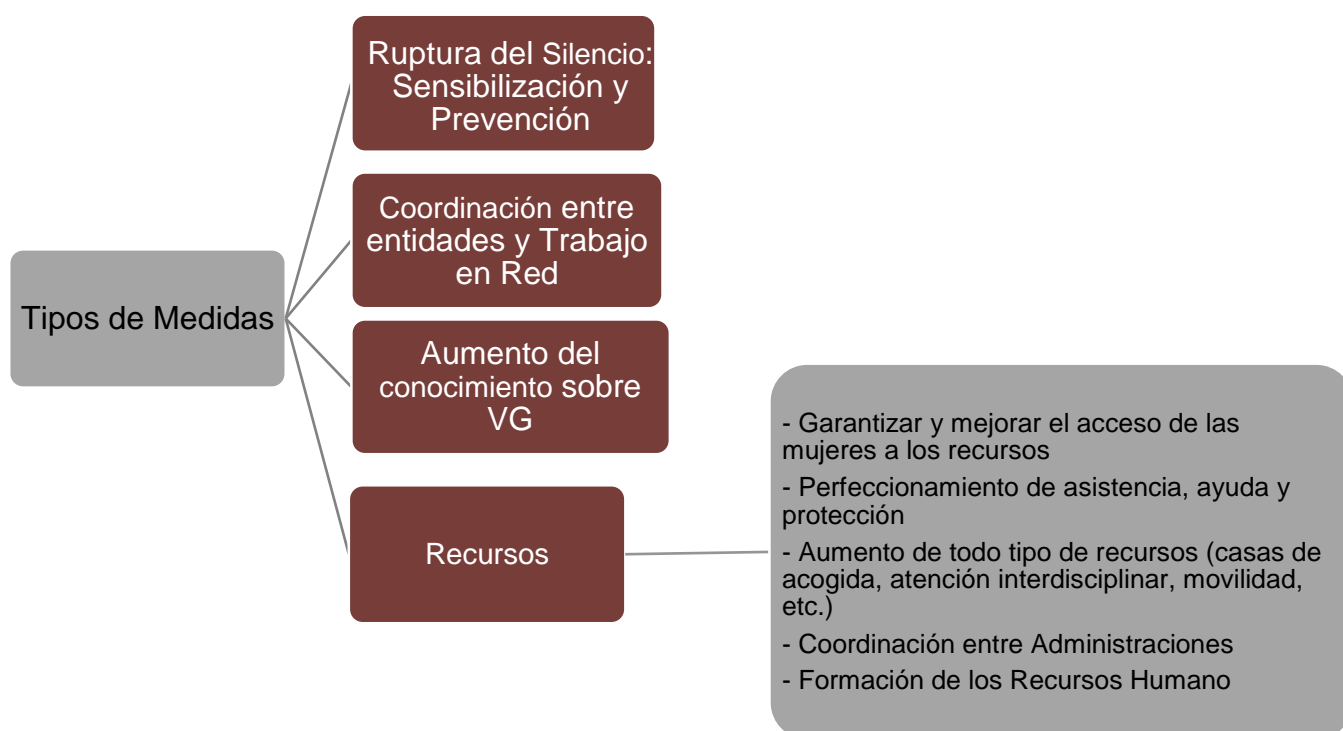 Ruptura del Silencio:
Sensibilización y
Prevención
Coordinación entre
entidades y Trabajo
en Red
Tipos de Medidas
Aumento del
conocimiento sobre
VG
Recursos
- Garantizar y mejorar el acceso de las
mujeres a los recursos
- Perfeccionamiento de asistencia, ayuda y
protección
- Aumento de todo tipo de recursos (casas de
acogida, atención interdisciplinar, movilidad,
etc.)
- Coordinación entre Administraciones
- Formación de los Recursos Humano